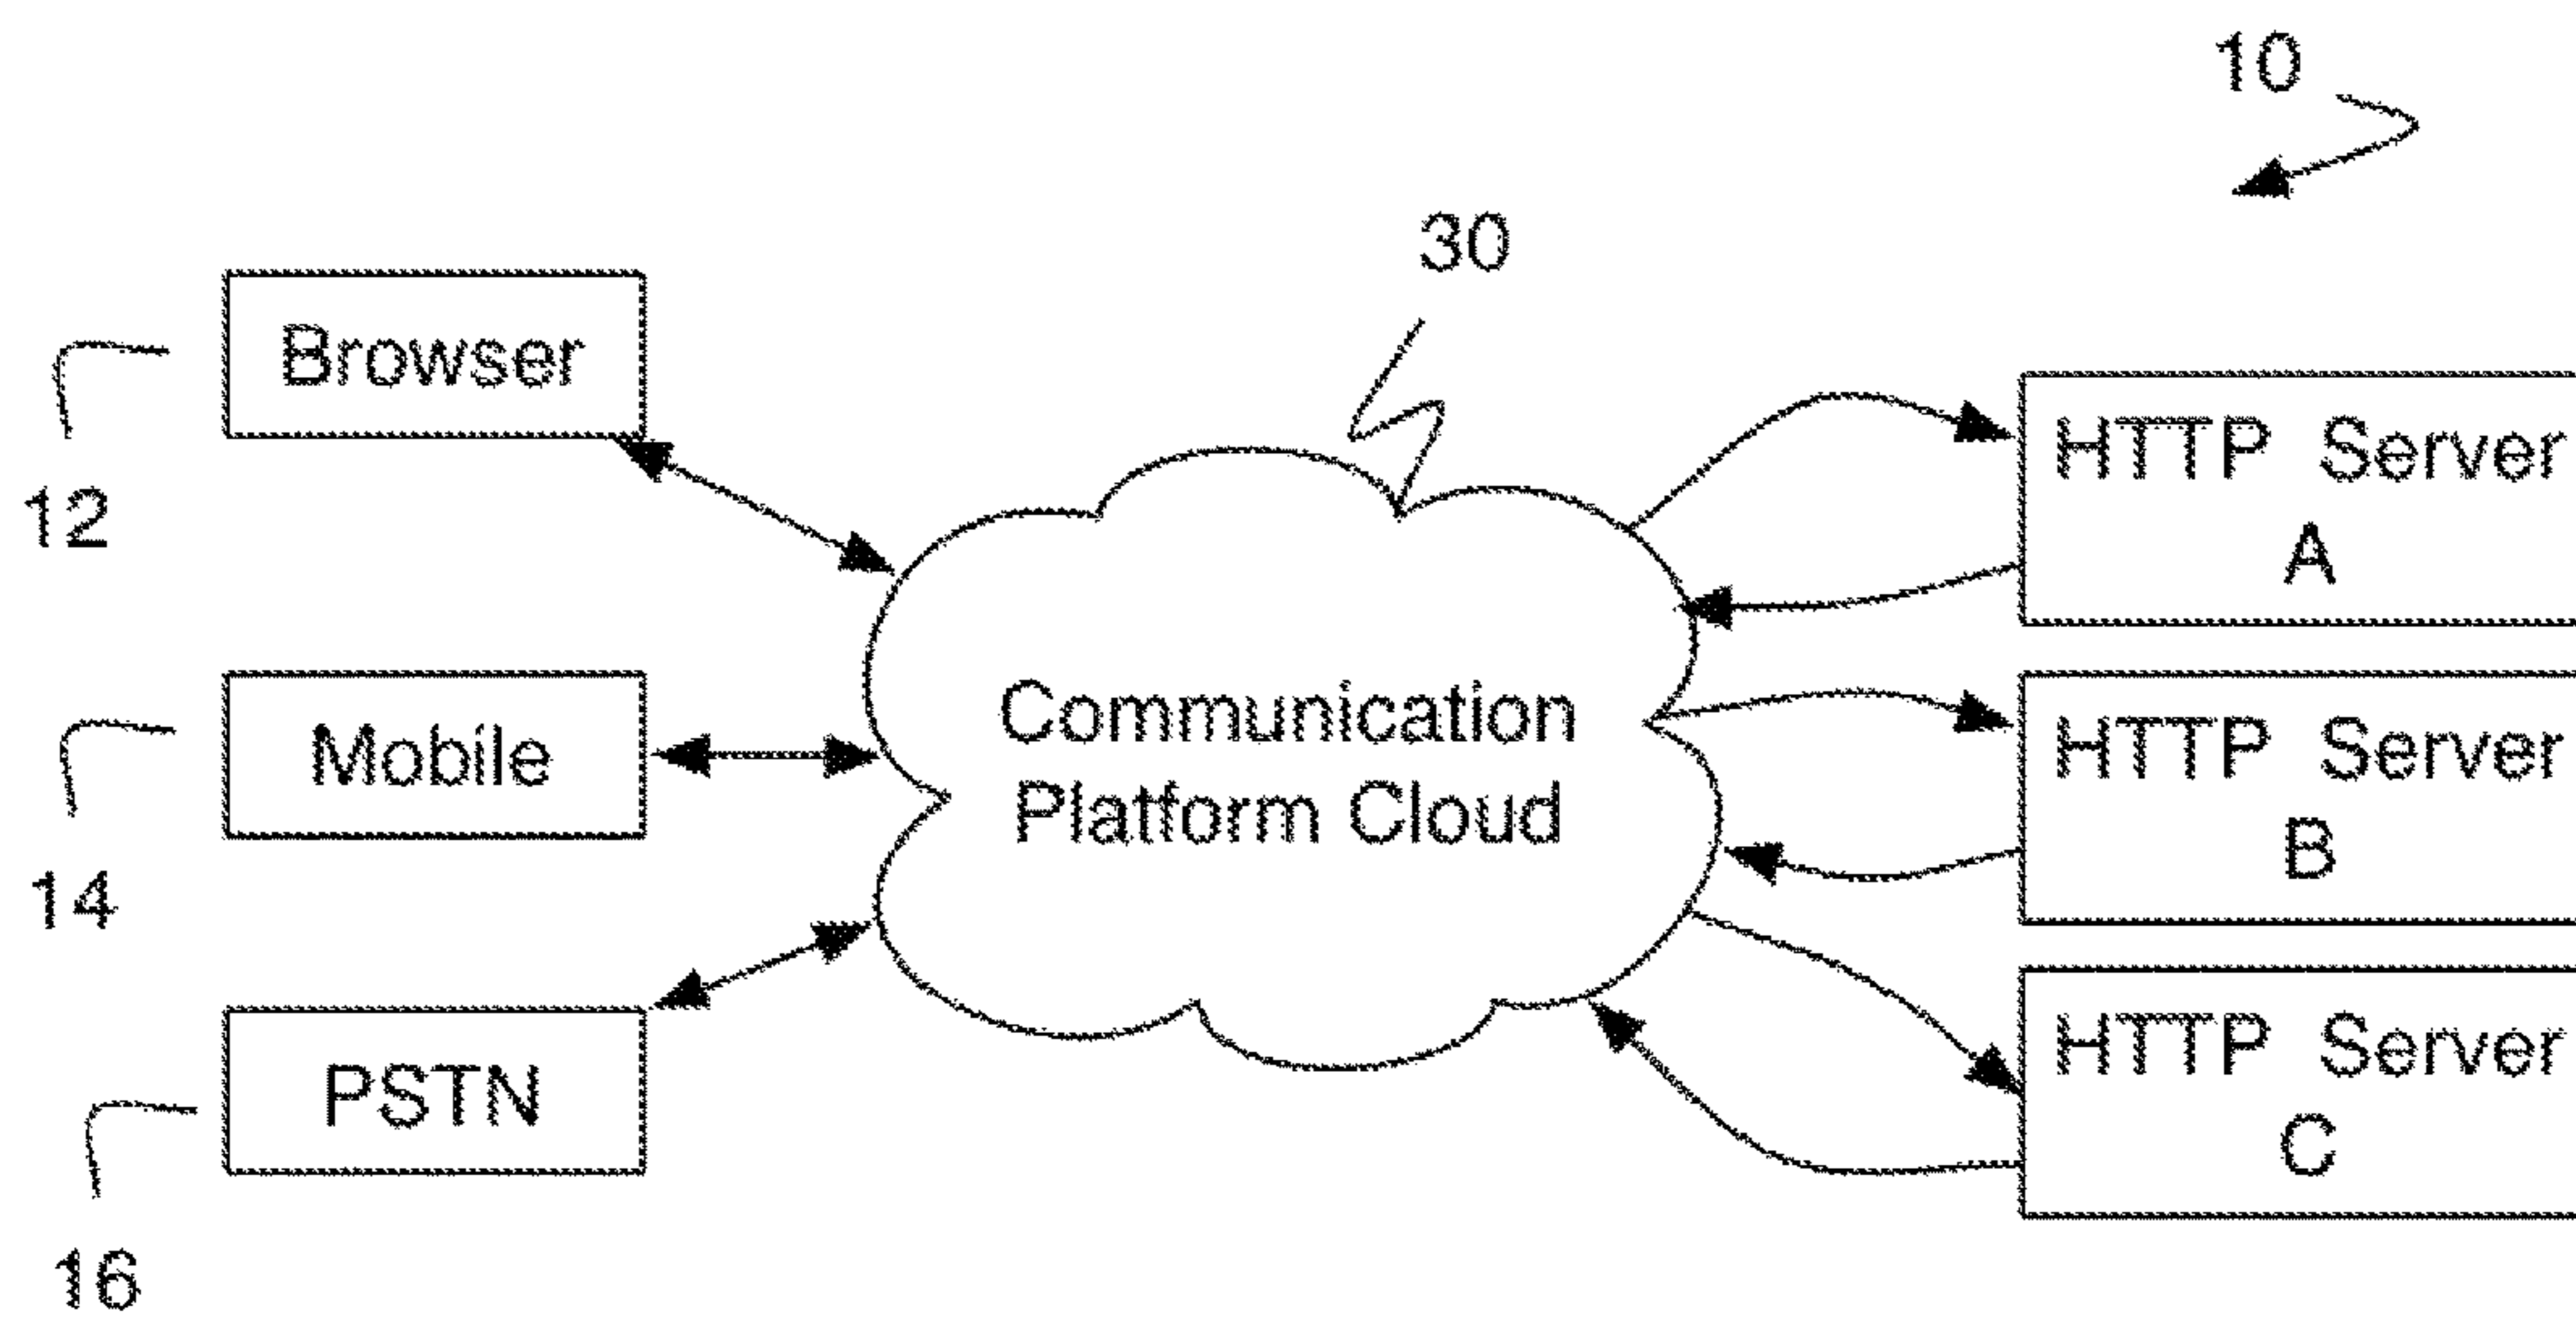 10
30
Browser
12
HTTP Server
A
Mobile
14
Communication
Platform Cloud
HTTP Server
B
PSTN
16
HTTP Server
C